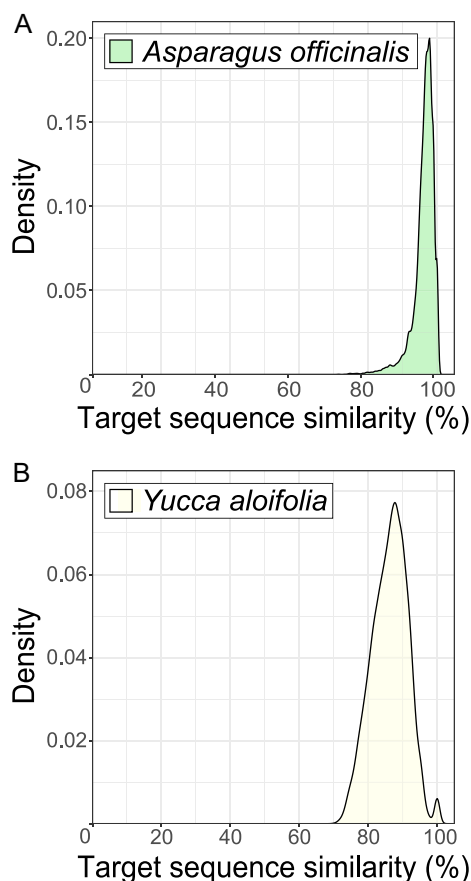 A
Asparagus officinalis
0.20
0.15
0.10
0.05
Density
0 20 40 60 80 100
Target sequence similarity (%)
B
Yucca aloifolia
0.08
0.06
0.04
0.02
Density
0 20 40 60 80 100
Target sequence similarity (%)